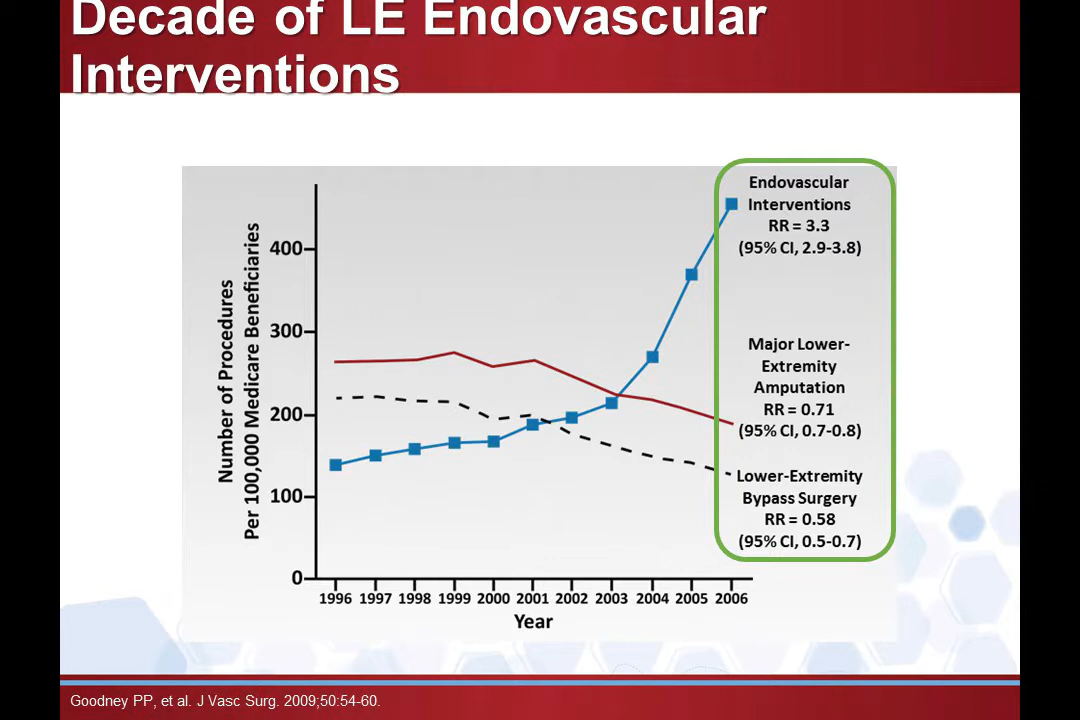 Decade of LE Endovascular
Interventions
Number of Procedures
Per 100,000 Medicare Beneficiaries
400
300
200
100
0
1996 1997 1998 1999 2000 2001 2002 2003 2004 2005 2006
Year
Endovascular
Interventions
RR = 3.3
(95% CI, 2.9-3.8)
Major Lower-
Extremity
Amputation
RR = 0.71
(95% CI, 0.7-0.8)
Lower-Extremity
Bypass Surgery
RR = 0.58
(95% CI, 0.5-0.7)
Goodney PP, et al. J Vasc Surg. 2009;50:54-60.